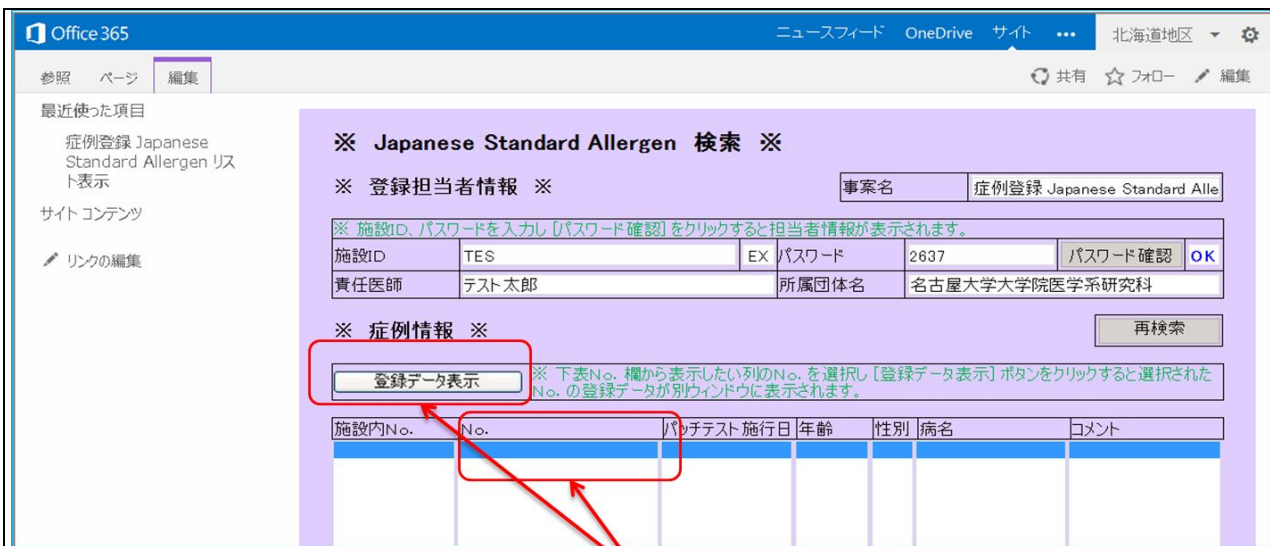 Office 365 ニュースフィード OneDrive サイト ••• 北海道地区
参照 ページ 編集 共有 フォロー 編集
最近使った項目
症例登録 Japanese
Standard Allergen リス
ト表示
サイト コンテンツ
リンクの編集
※ Japanese Standard Allergen 検索 ※
※ 登録担当者情報 ※ 事案名 症例登録 Japanese Standard Alle
※ 施設ID、パスワードを入力し[パスワード確認]をクリックすると担当者情報が表示されます。
施設ID TES EX パスワード 2637 パスワード確認 OK
責任医師 テスト太郎 所属団体名 名古屋大学大学院医学系研究科
※ 症例情報 ※ 再検索
登録データ表示 ※ 下表No. 欄から表示したい列のNo. を選択し[登録データ表示]ボタンをクリックすると選択された
No. の登録データが別ウィンドウに表示されます。
施設内No. No. パッチテスト施行日 年齢 性別 病名 コメント